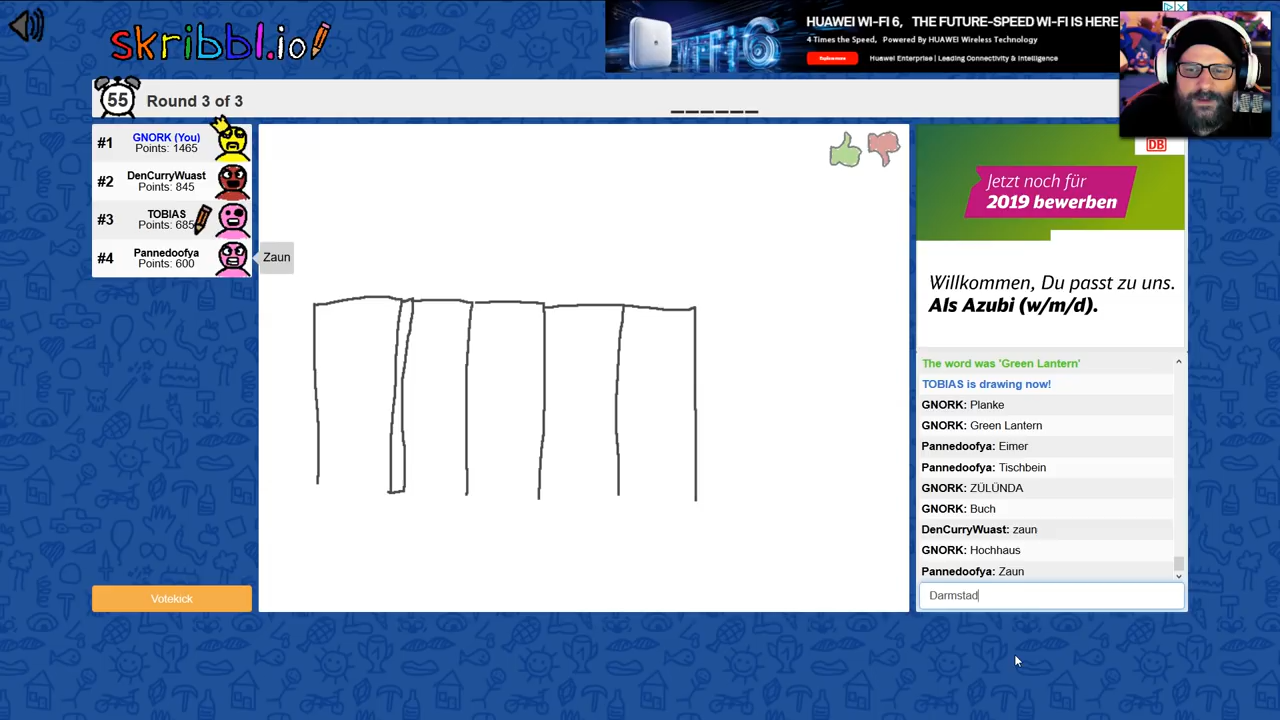 skribbl.io
HUAWEI WI-FI 6, THE FUTURE-SPEED WI-FI IS HERE
4 Times the Speed, Powered By HUAWEI Wireless Technology
Huawei Enterprise | Leading Connectivity & Intelligence
55
Round 3 of 3
______
#1
GNORK (You)
Points: 1465
#2
DenCurryWuast
Points: 845
#3
TOBIAS
Points: 685
#4
Pannedoofya
Points: 600
Zaun
Votekick
DB
Jetzt noch für
2019 bewerben
Willkommen, Du passt zu uns.
Als Azubi (w/m/d).
The word was 'Green Lantern'
TOBIAS is drawing now!
GNORK: Planke
GNORK: Green Lantern
Pannedoofya: Eimer
Pannedoofya: Tischbein
GNORK: ZÜLÜNDA
GNORK: Buch
DenCurryWuast: zaun
GNORK: Hochhaus
Pannedoofya: Zaun
Darmstad